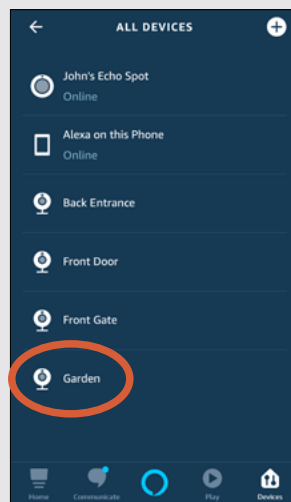 ALL DEVICES
John's Echo Spot
Online
Alexa on this Phone
Online
Back Entrance
Front Door
Front Gate
Garden
Home Communicate Play Devices